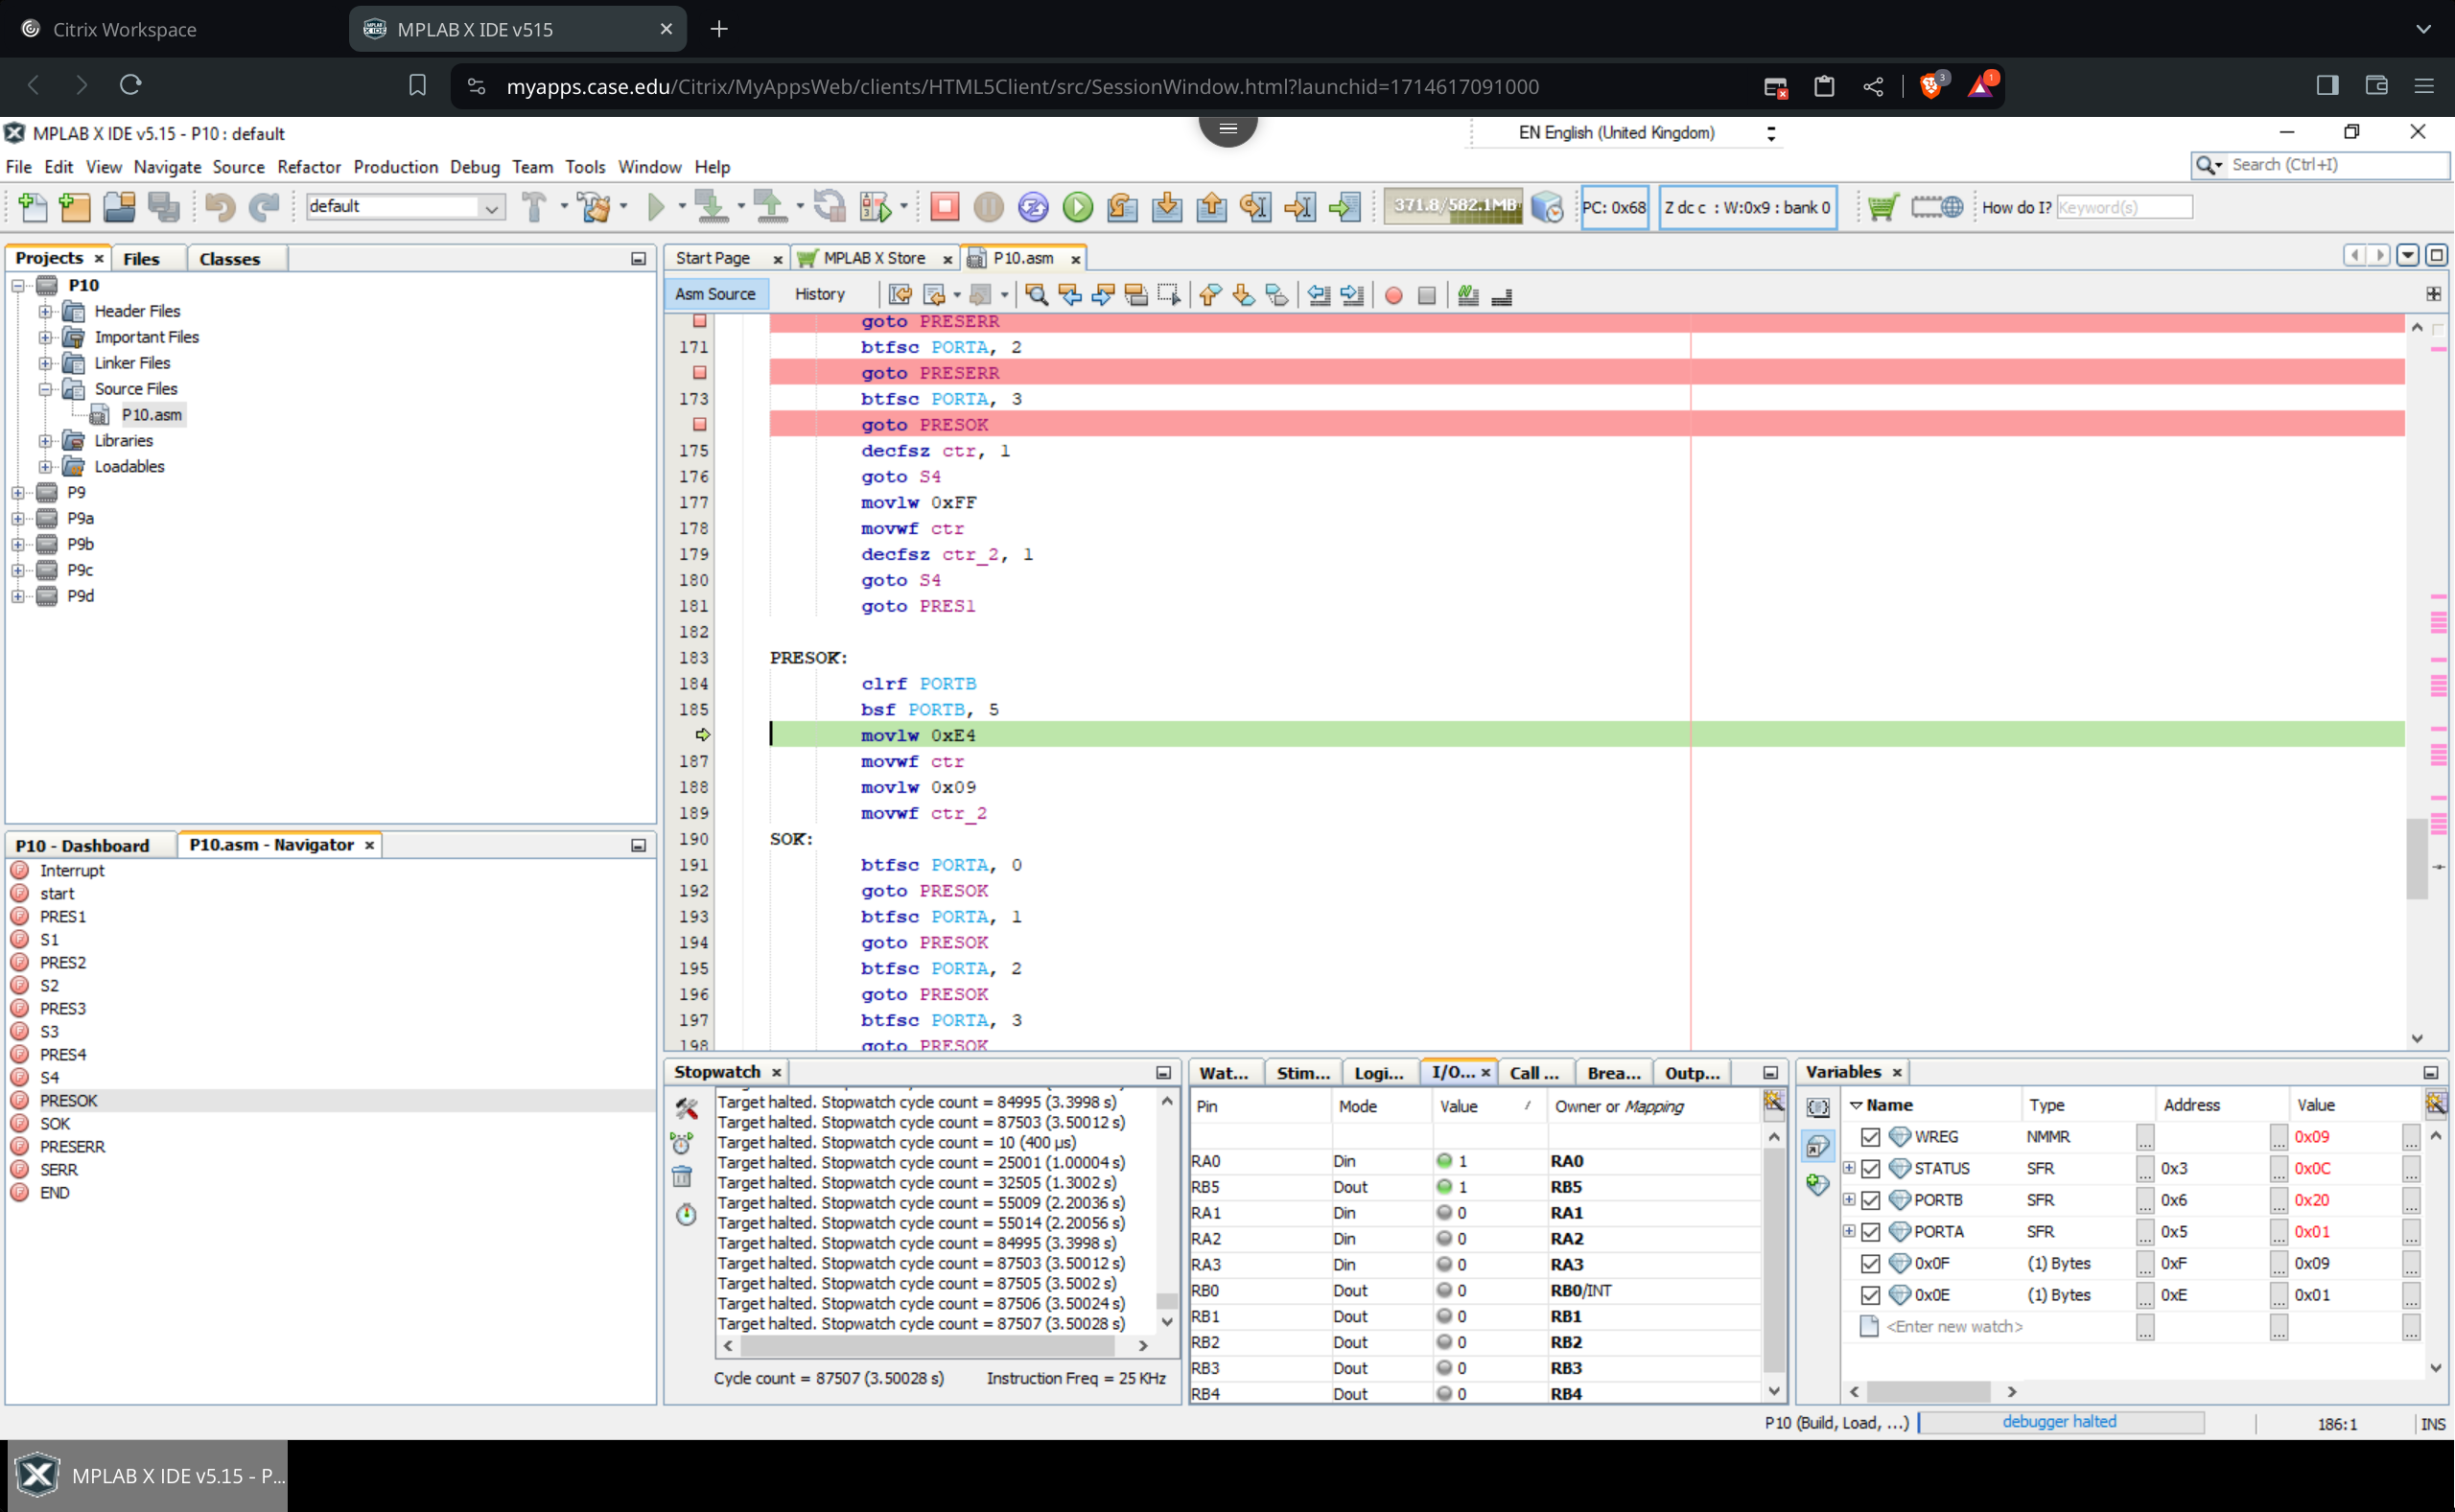 Citrix Workspace
MPLAB X IDE v515
myapps.case.edu/Citrix/MyAppsWeb/clients/HTML5Client/src/SessionWindow.html?launchid=1714617091000
3
1
MPLAB X IDE v5.15 - P10 : default
EN English (United Kingdom)
File Edit View Navigate Source Refactor Production Debug Team Tools Window Help
Search (Ctrl+I)
default
371.8/582.1MB
PC: 0x68
Z dc c : W:0x9 : bank 0
How do I?
Keyword(s)
Projects
Files
Classes
P10
Header Files
Important Files
Linker Files
Source Files
P10.asm
Libraries
Loadables
P9
P9a
P9b
P9c
P9d
P10 - Dashboard
P10.asm - Navigator
Interrupt
start
PRES1
S1
PRES2
S2
PRES3
S3
PRES4
S4
PRESOK
SOK
PRESERR
SERR
END
Start Page
MPLAB X Store
P10.asm
Asm Source
History
goto PRESERR
171 btfsc PORTA, 2
goto PRESERR
173 btfsc PORTA, 3
goto PRESOK
175 decfsz ctr, 1
176 goto S4
177 movlw 0xFF
178 movwf ctr
179 decfsz ctr_2, 1
180 goto S4
181 goto PRES1
182
183 PRESOK:
184 clrf PORTB
185 bsf PORTB, 5
movlw 0xE4
187 movwf ctr
188 movlw 0x09
189 movwf ctr_2
190 SOK:
191 btfsc PORTA, 0
192 goto PRESOK
193 btfsc PORTA, 1
194 goto PRESOK
195 btfsc PORTA, 2
196 goto PRESOK
197 btfsc PORTA, 3
198 goto PRESOK
Stopwatch
Target halted. Stopwatch cycle count = 84995 (3.3998 s)
Target halted. Stopwatch cycle count = 87503 (3.50012 s)
Target halted. Stopwatch cycle count = 10 (400 µs)
Target halted. Stopwatch cycle count = 25001 (1.00004 s)
Target halted. Stopwatch cycle count = 32505 (1.3002 s)
Target halted. Stopwatch cycle count = 55009 (2.20036 s)
Target halted. Stopwatch cycle count = 55014 (2.20056 s)
Target halted. Stopwatch cycle count = 84995 (3.3998 s)
Target halted. Stopwatch cycle count = 87503 (3.50012 s)
Target halted. Stopwatch cycle count = 87505 (3.5002 s)
Target halted. Stopwatch cycle count = 87506 (3.50024 s)
Target halted. Stopwatch cycle count = 87507 (3.50028 s)
Cycle count = 87507 (3.50028 s) Instruction Freq = 25 KHz
Wat... Stim... Logi... I/O... Call ... Brea... Outp...
Pin Mode Value / Owner or Mapping
RA0 Din 1 RA0
RB5 Dout 1 RB5
RA1 Din 0 RA1
RA2 Din 0 RA2
RA3 Din 0 RA3
RB0 Dout 0 RB0/INT
RB1 Dout 0 RB1
RB2 Dout 0 RB2
RB3 Dout 0 RB3
RB4 Dout 0 RB4
Variables
Name Type Address Value
WREG NMMR ... ... 0x09 ...
STATUS SFR ... 0x3 ... 0x0C ...
PORTB SFR ... 0x6 ... 0x20 ...
PORTA SFR ... 0x5 ... 0x01 ...
0x0F (1) Bytes ... 0xF ... 0x09 ...
0x0E (1) Bytes ... 0xE ... 0x01 ...
<Enter new watch> ... ... ...
P10 (Build, Load, ...)
debugger halted
186:1
INS
MPLAB X IDE v5.15 - P...